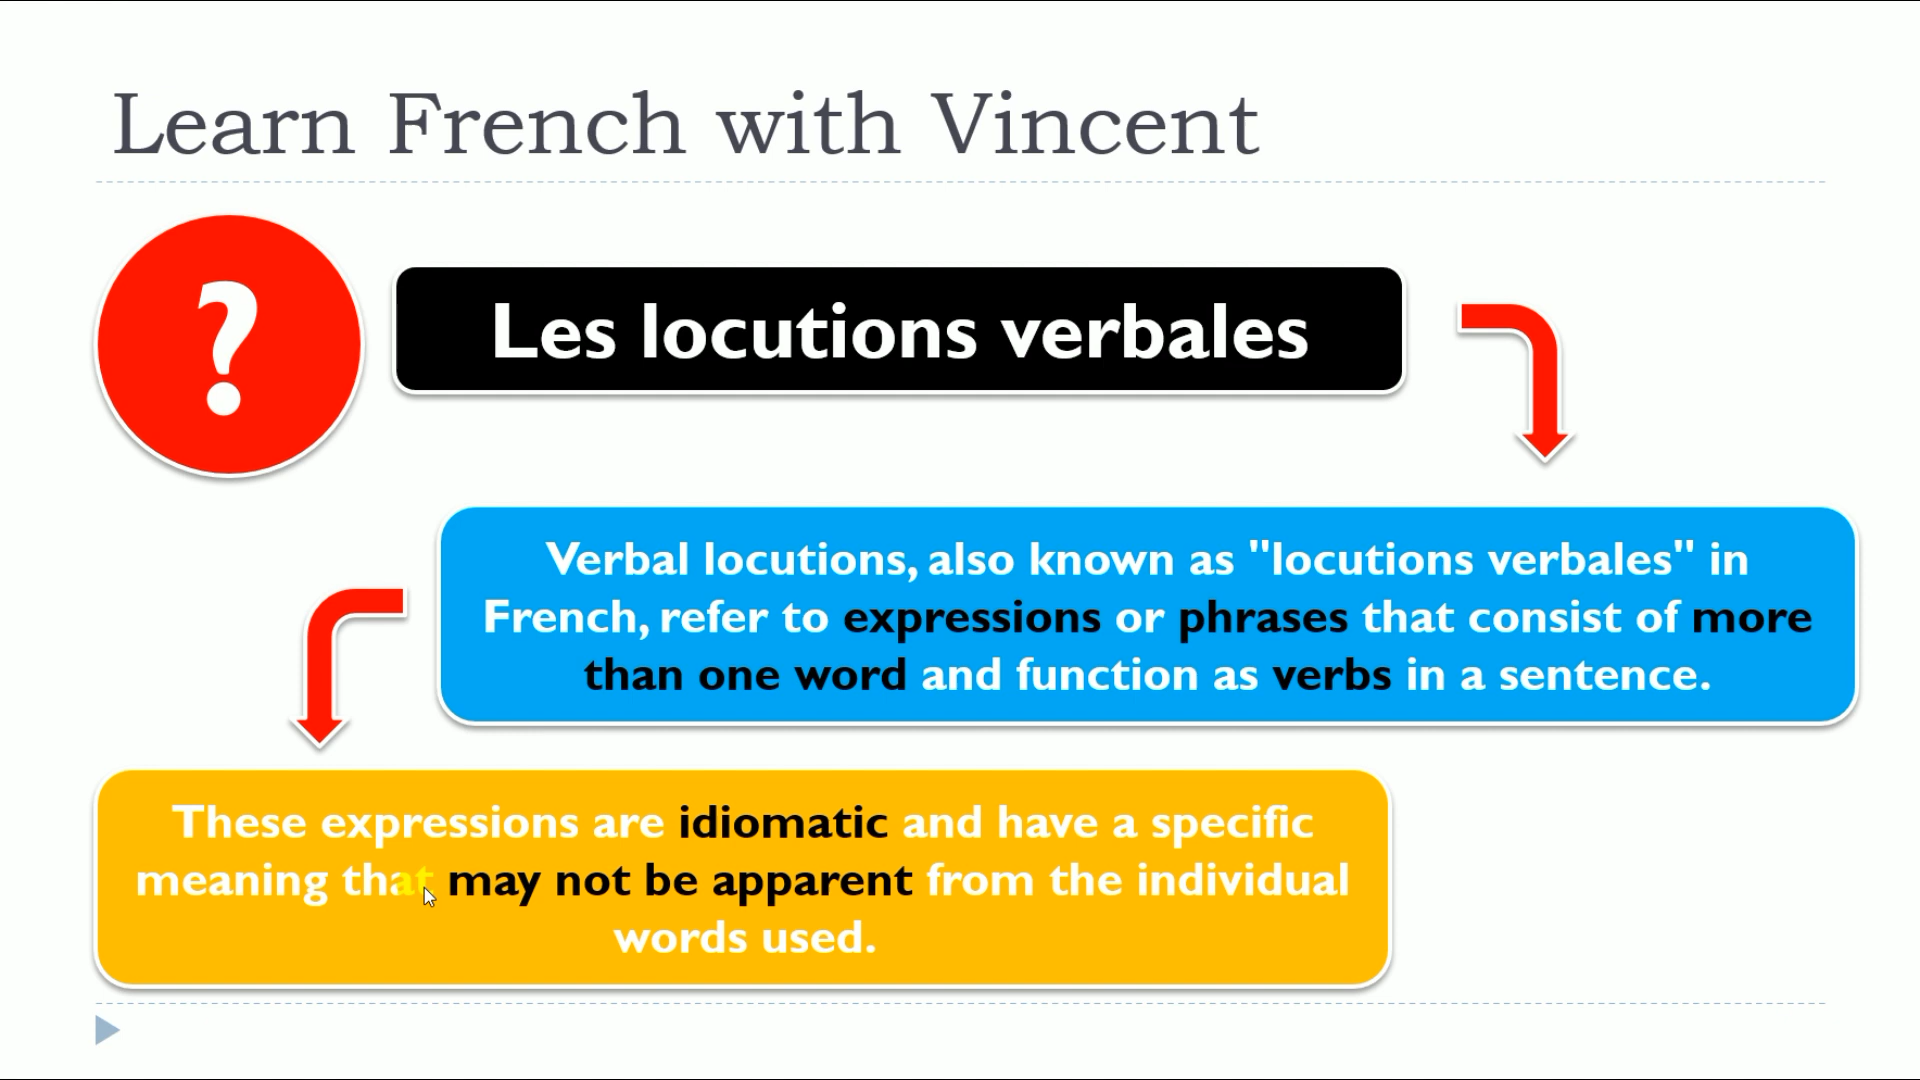 Learn French with Vincent
?
Les locutions verbales
Verbal locutions, also known as "locutions verbales" in
French, refer to expressions or phrases that consist of more
than one word and function as verbs in a sentence.
These expressions are idiomatic and have a specific
meaning that may not be apparent from the individual
words used.